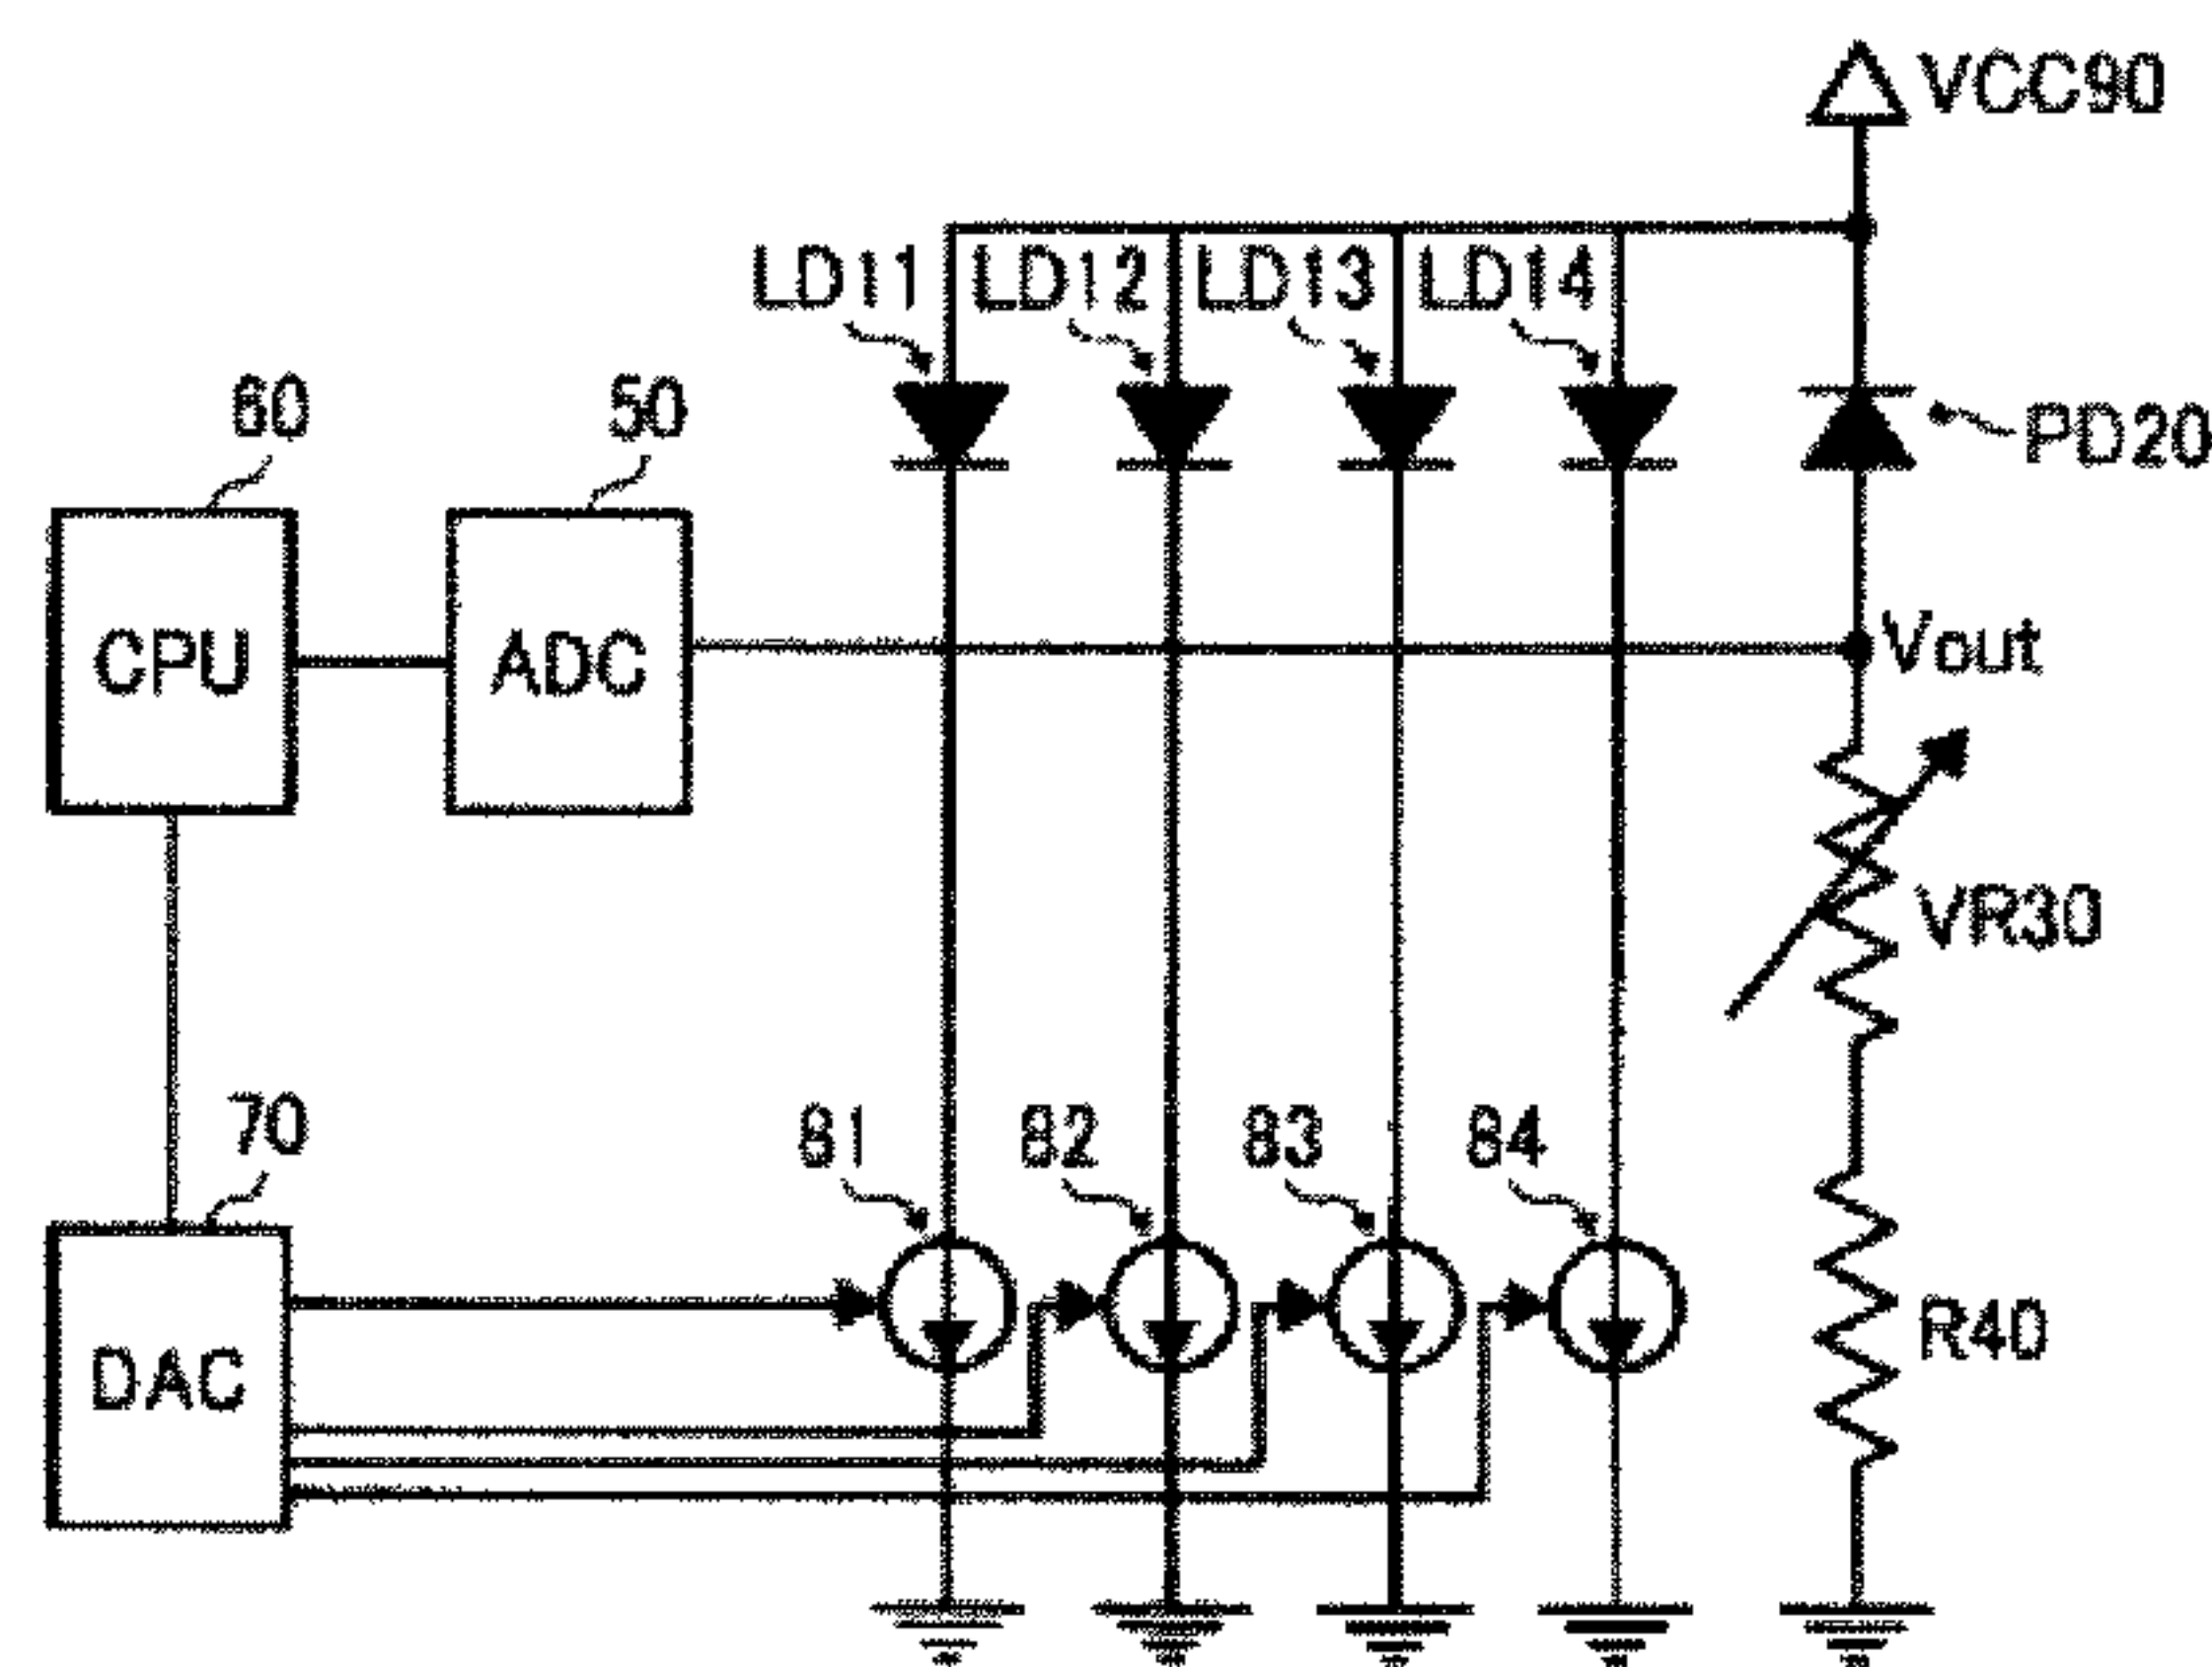 VCC90
LD11 LD12 LD13 LD14
60 50 PD20
CPU ADC Vout
VR30
70 81 82 83 84
DAC R40